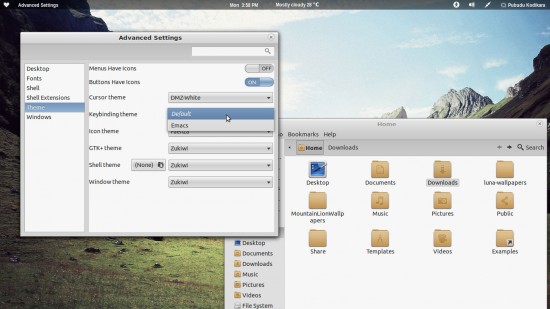 Advanced Settings
Mon 3:58 PM
Mostly cloudy 28 °C
Pubudu Kodikara
Advanced Settings
Desktop
Fonts
Shell
Shell Extensions
Theme
Windows
Menus Have Icons OFF
Buttons Have Icons ON
Cursor theme DMZ-White
Keybinding theme Default
Emacs
Icon theme
GTK+ theme Zukiwi
Shell theme (None) Zukiwi
Window theme Zukiwi
Home
Bookmarks Help
Home Downloads Search
Desktop Documents Downloads luna-wallpapers
MountainLionWallpapers Music Pictures Public
Share Templates Videos Examples
Desktop
Documents
Downloads
Music
Pictures
Videos
File System